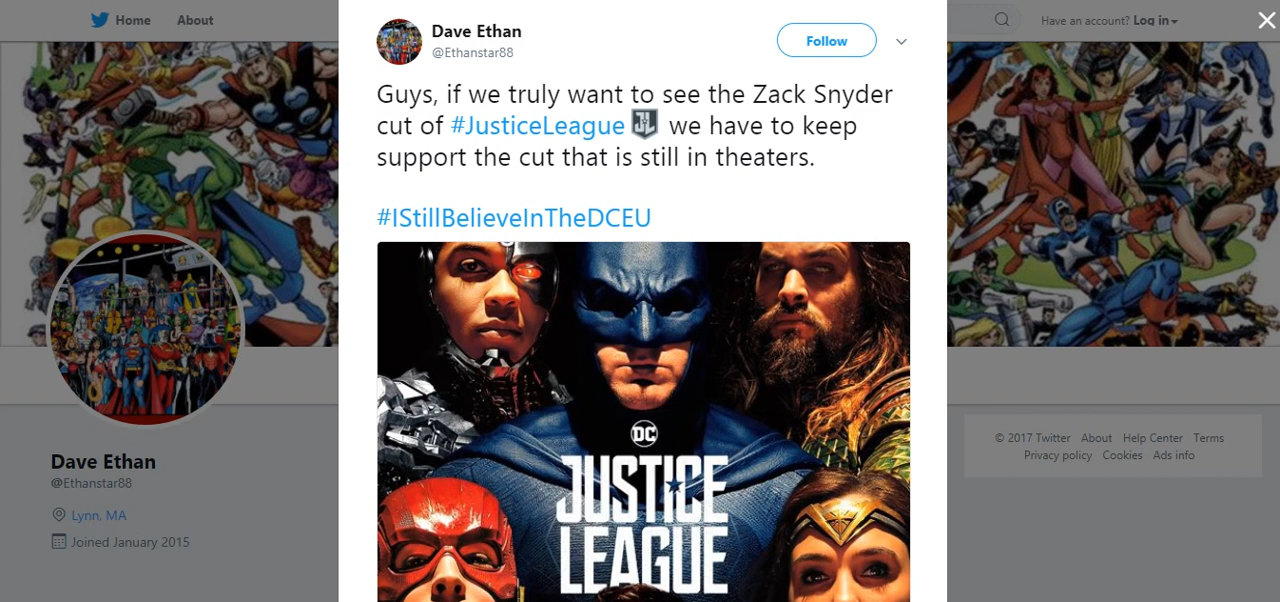 Home About
Have an account? Log in
Dave Ethan
@Ethanstar88
Follow
Guys, if we truly want to see the Zack Snyder
cut of #JusticeLeague we have to keep
support the cut that is still in theaters.
#IStillBelieveInTheDCEU
DC
JUSTICE
LEAGUE
Dave Ethan
@Ethanstar88
Lynn, MA
Joined January 2015
© 2017 Twitter About Help Center Terms
Privacy policy Cookies Ads info